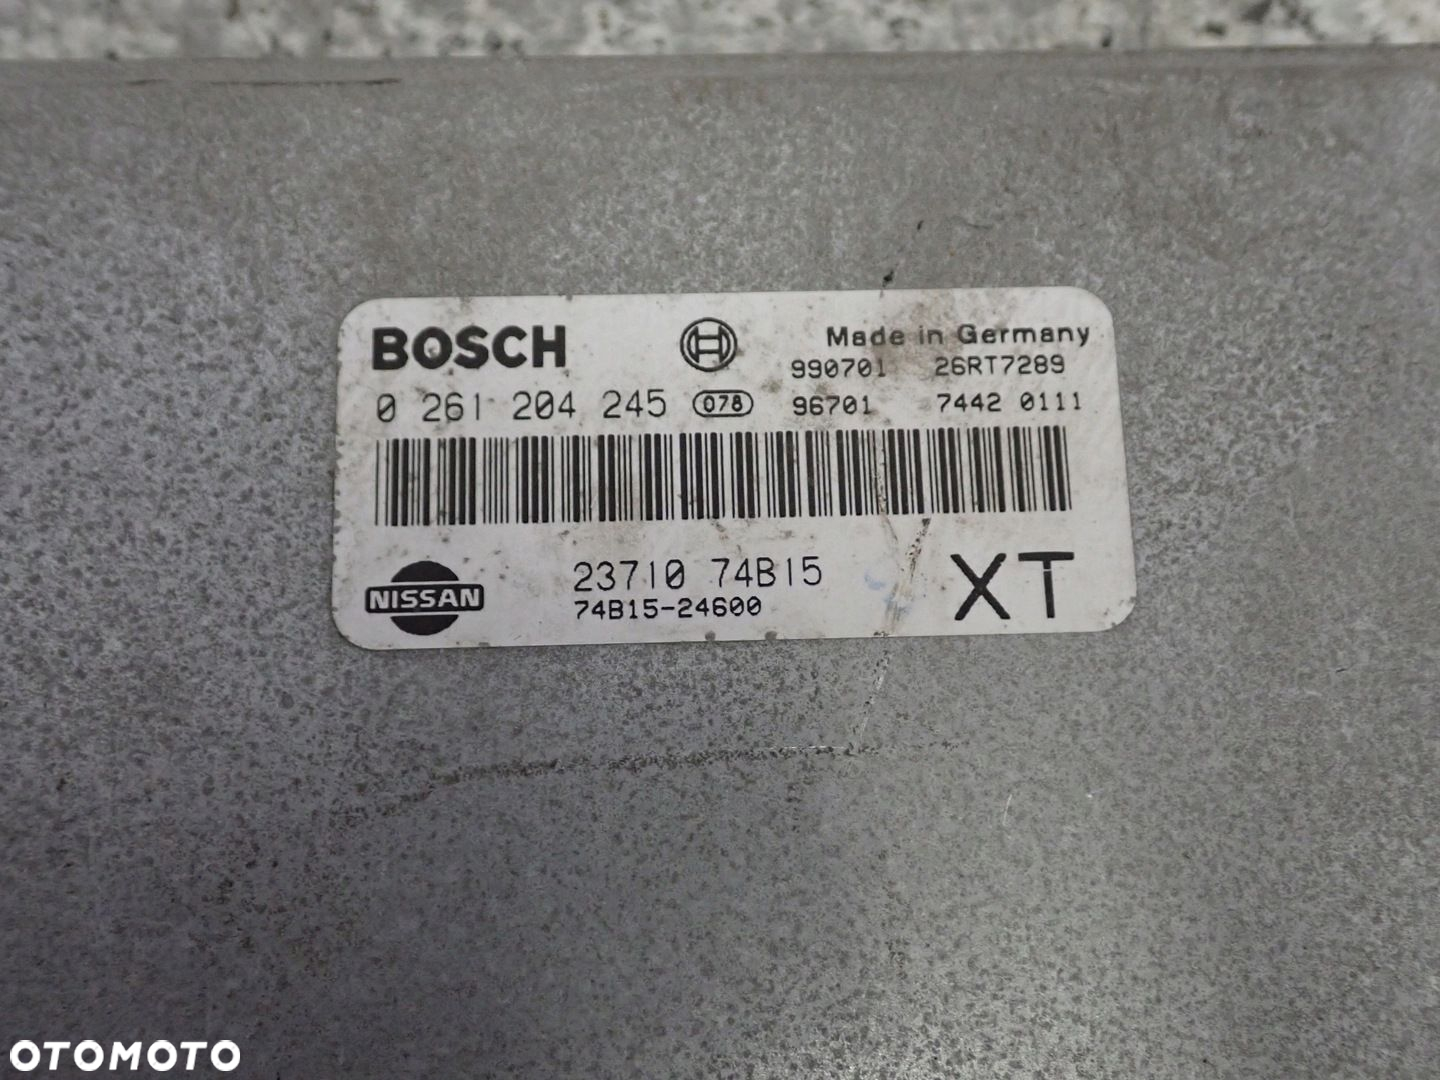 BOSCH
Made in Germany
990701 26RT7289
0 261 204 245 078 96701 7442 0111
NISSAN
23710 74B15
74B15-24600
XT
OTOMOTO